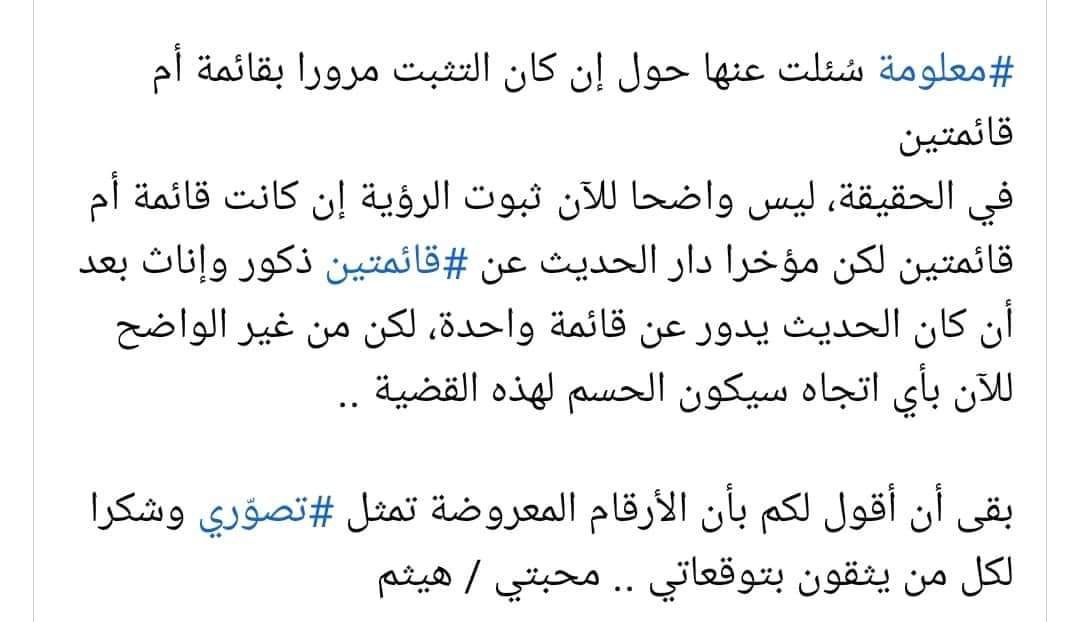 #معلومة سُئلت عنها حول إن كان التثبت مرورا بقائمة أم
قائمتين
في الحقيقة، ليس واضحا للآن ثبوت الرؤية إن كانت قائمة أم
قائمتين لكن مؤخرا دار الحديث عن #قائمتين ذكور وإناث بعد
أن كان الحديث يدور عن قائمة واحدة، لكن من غير الواضح
للآن بأي اتجاه سيكون الحسم لهذه القضية ..
بقى أن أقول لكم بأن الأرقام المعروضة تمثل #تصوّري وشكرا
لكل من يثقون بتوقعاتي .. محبتي / هيثم